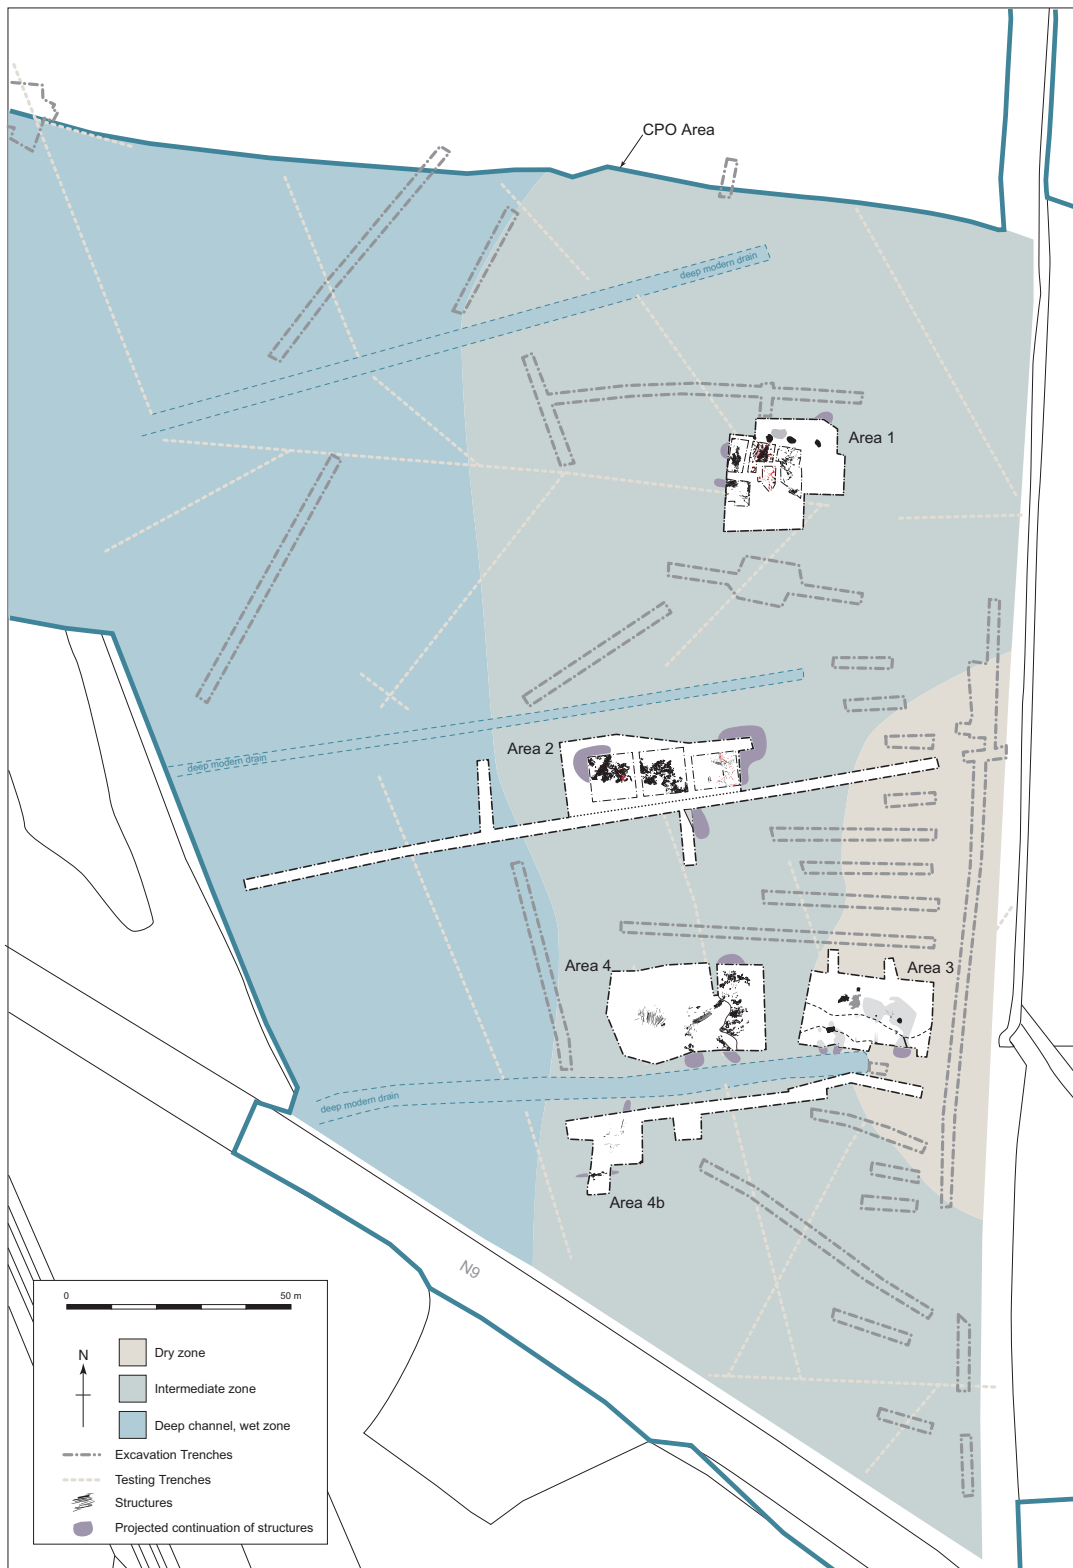 CPO Area
deep modern drain
Area 1
Area 2
deep modern drain
Area 4
Area 3
deep modern drain
Area 4b
N9
0 50 m
N
Dry zone
Intermediate zone
Deep channel, wet zone
Excavation Trenches
Testing Trenches
Structures
Projected continuation of structures